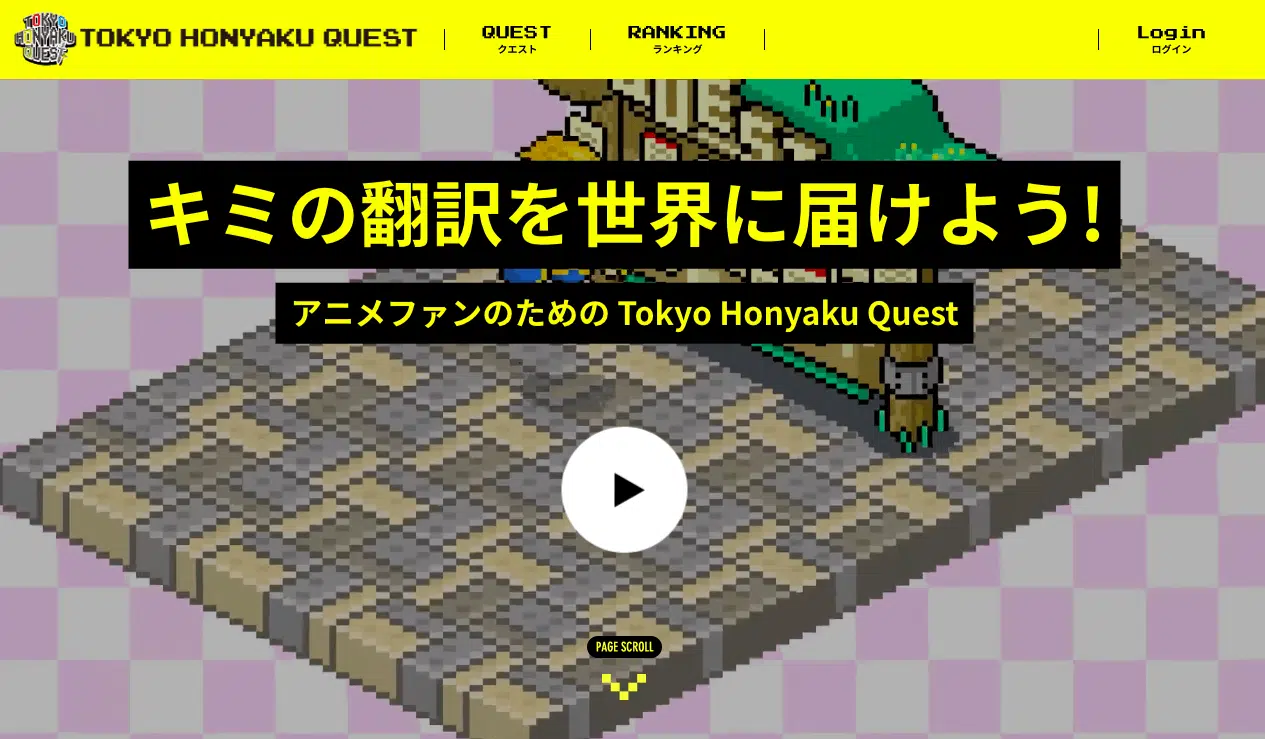 TOKYO
HONYAKU
QUEST
TOKYO HONYAKU QUEST
QUEST
クエスト
RANKING
ランキング
Login
ログイン
キミの翻訳を世界に届けよう!
アニメファンのための Tokyo Honyaku Quest
PAGE SCROLL